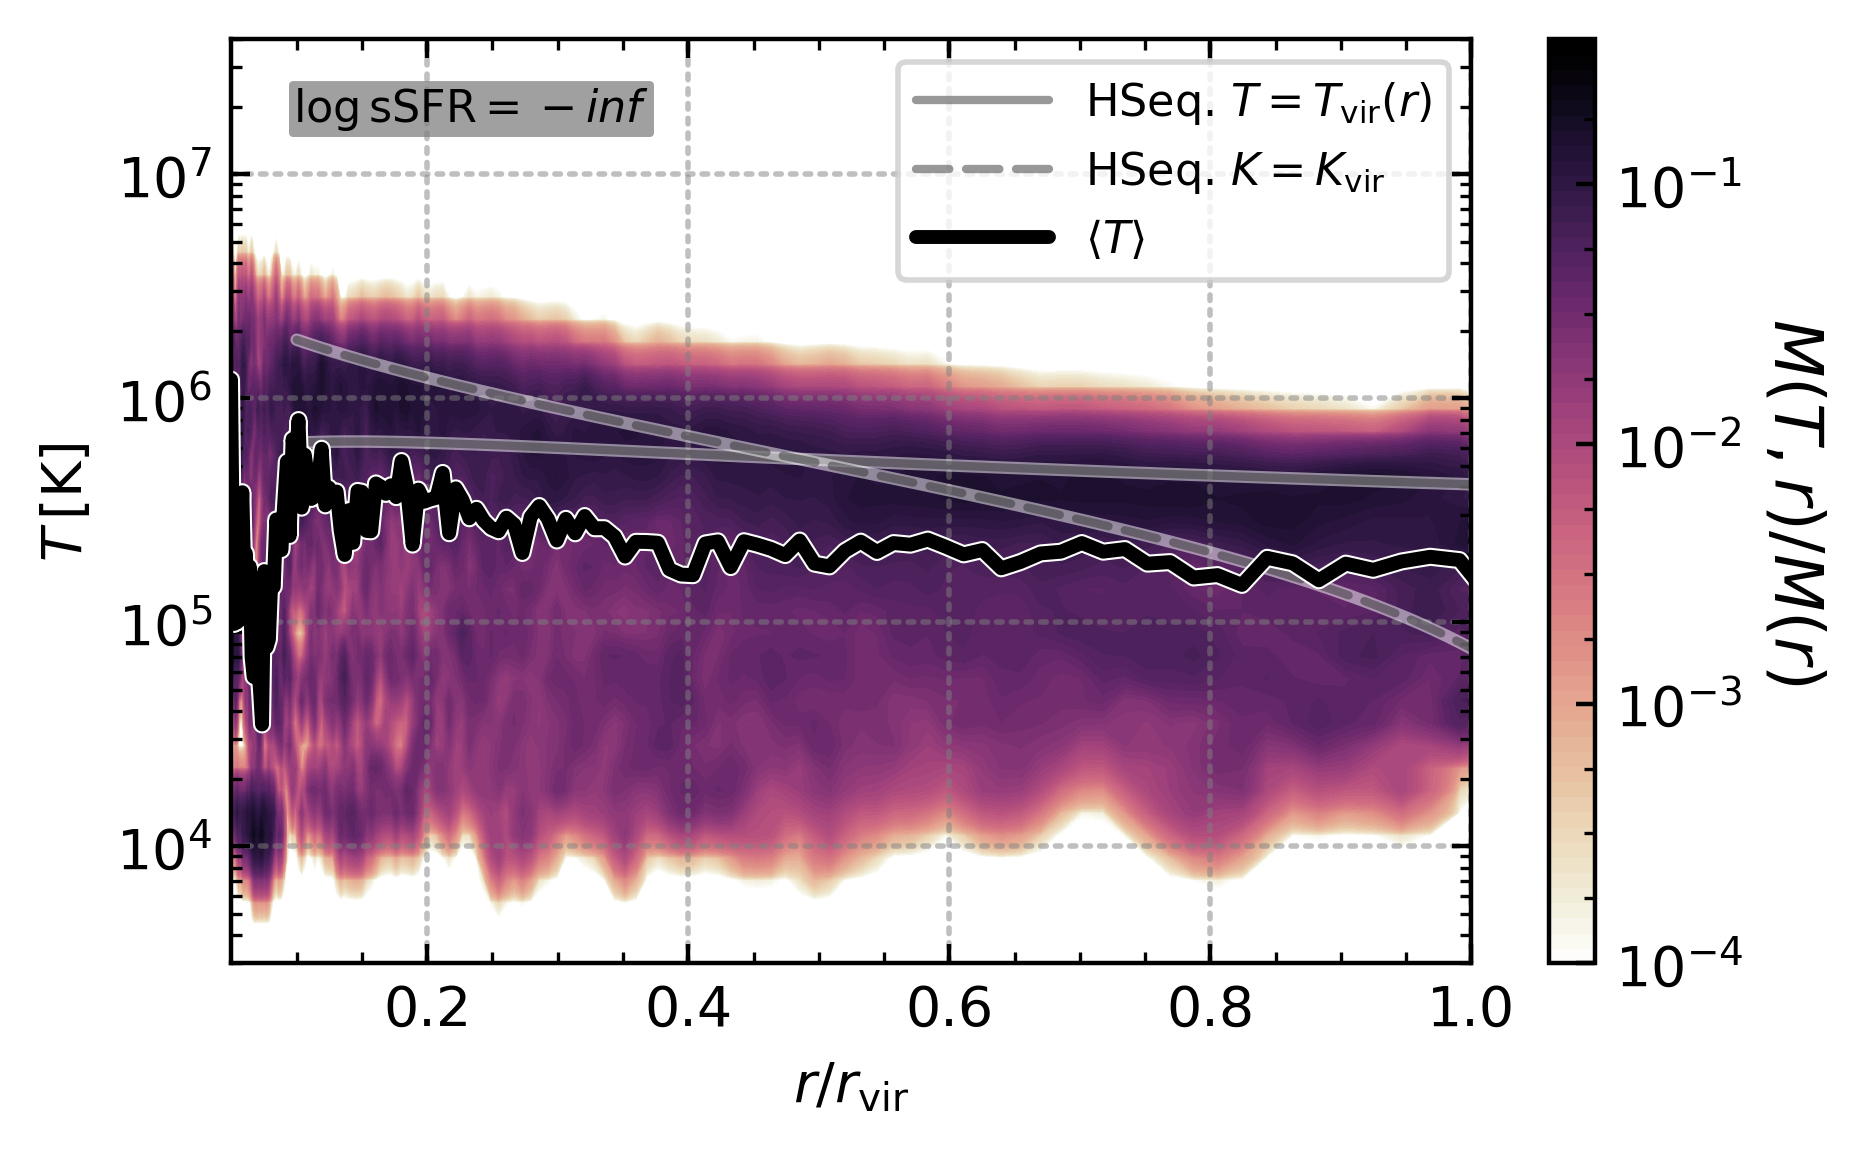 log sSFR = −inf
HSeq. T = T_vir(r)
HSeq. K = K_vir
⟨T⟩
T [K]
10^7
10^6
10^5
10^4
0.2 0.4 0.6 0.8 1.0
r/r_vir
10^−1
10^−2
10^−3
10^−4
M(T, r)/M(r)